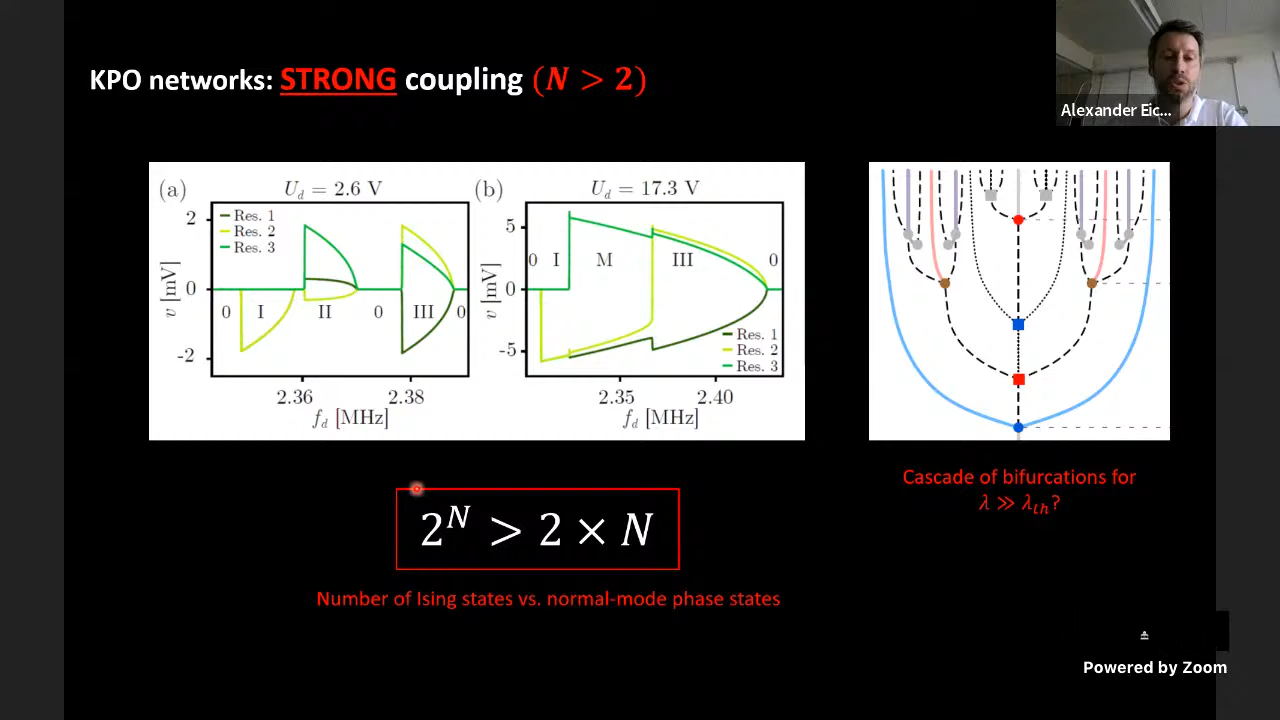 KPO networks: STRONG coupling (N > 2)
Alexander Eic...
(a)
U_d = 2.6 V
Res. 1
Res. 2
Res. 3
2
0
-2
v [mV]
0 I II 0 III 0
2.36 2.38
f_d [MHz]
(b)
U_d = 17.3 V
5
0
-5
v [mV]
0 I M III 0
Res. 1
Res. 2
Res. 3
2.35 2.40
f_d [MHz]
Cascade of bifurcations for
λ ≫ λ_th?
2^N > 2 × N
Number of Ising states vs. normal-mode phase states
Powered by Zoom